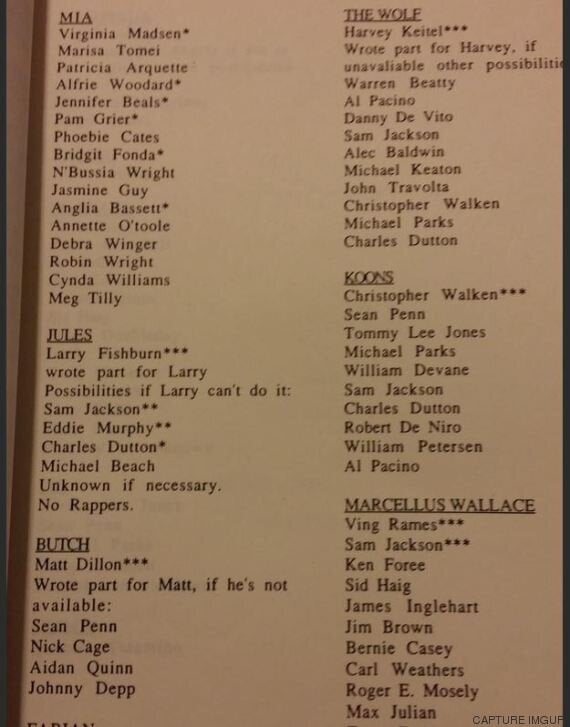 MIA
Virginia Madsen*
Marisa Tomei
Patricia Arquette
Alfrie Woodard*
Jennifer Beals*
Pam Grier*
Phoebie Cates
Bridgit Fonda*
N'Bussia Wright
Jasmine Guy
Anglia Bassett*
Annette O'toole
Debra Winger
Robin Wright
Cynda Williams
Meg Tilly
JULES
Larry Fishburn***
wrote part for Larry
Possibilities if Larry can't do it:
Sam Jackson**
Eddie Murphy**
Charles Dutton*
Michael Beach
Unknown if necessary.
No Rappers.
BUTCH
Matt Dillon***
Wrote part for Matt, if he's not
available:
Sean Penn
Nick Cage
Aidan Quinn
Johnny Depp
FABIAN
THE WOLF
Harvey Keitel***
Wrote part for Harvey, if
unavaliable other possibilitie
Warren Beatty
Al Pacino
Danny De Vito
Sam Jackson
Alec Baldwin
Michael Keaton
John Travolta
Christopher Walken
Michael Parks
Charles Dutton
KOONS
Christopher Walken***
Sean Penn
Tommy Lee Jones
Michael Parks
William Devane
Sam Jackson
Charles Dutton
Robert De Niro
William Petersen
Al Pacino
MARCELLUS WALLACE
Ving Rames***
Sam Jackson***
Ken Foree
Sid Haig
James Inglehart
Jim Brown
Bernie Casey
Carl Weathers
Roger E. Mosely
Max Julian
CAPTURE IMGUR